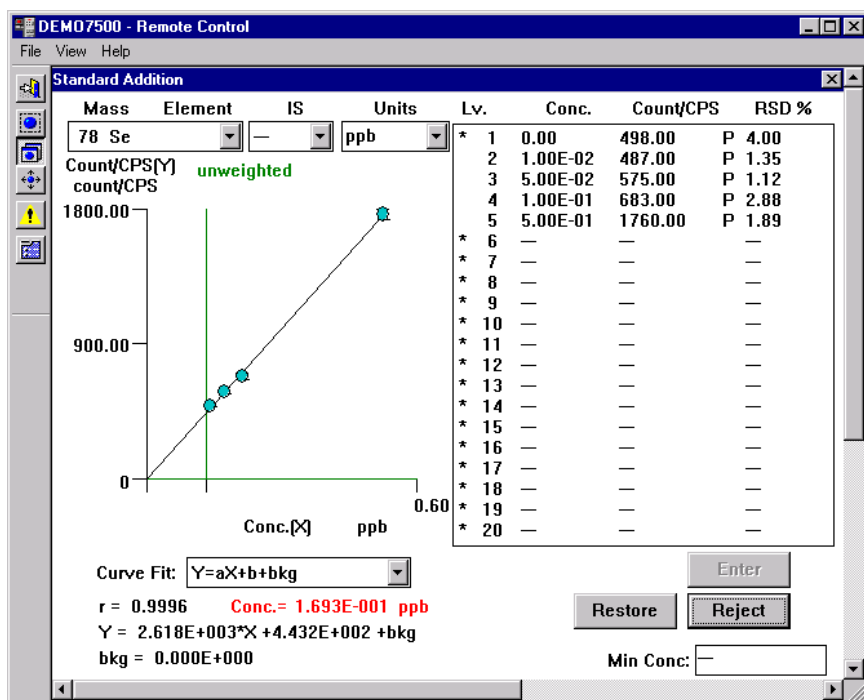 DEMO7500 - Remote Control
File View Help
Standard Addition
Mass Element IS Units
78 Se — ppb
Count/CPS(Y) unweighted
count/CPS
1800.00
900.00
0
0.60
Conc.(X) ppb
Lv. Conc. Count/CPS RSD %
* 1 0.00 498.00 P 4.00
2 1.00E-02 487.00 P 1.35
3 5.00E-02 575.00 P 1.12
4 1.00E-01 683.00 P 2.88
5 5.00E-01 1760.00 P 1.89
* 6 — — —
* 7 — — —
* 8 — — —
* 9 — — —
* 10 — — —
* 11 — — —
* 12 — — —
* 13 — — —
* 14 — — —
* 15 — — —
* 16 — — —
* 17 — — —
* 18 — — —
* 19 — — —
* 20 — — —
Curve Fit: Y=aX+b+bkg
r = 0.9996 Conc.= 1.693E-001 ppb
Y = 2.618E+003*X +4.432E+002 +bkg
bkg = 0.000E+000
Enter
Restore Reject
Min Conc: —